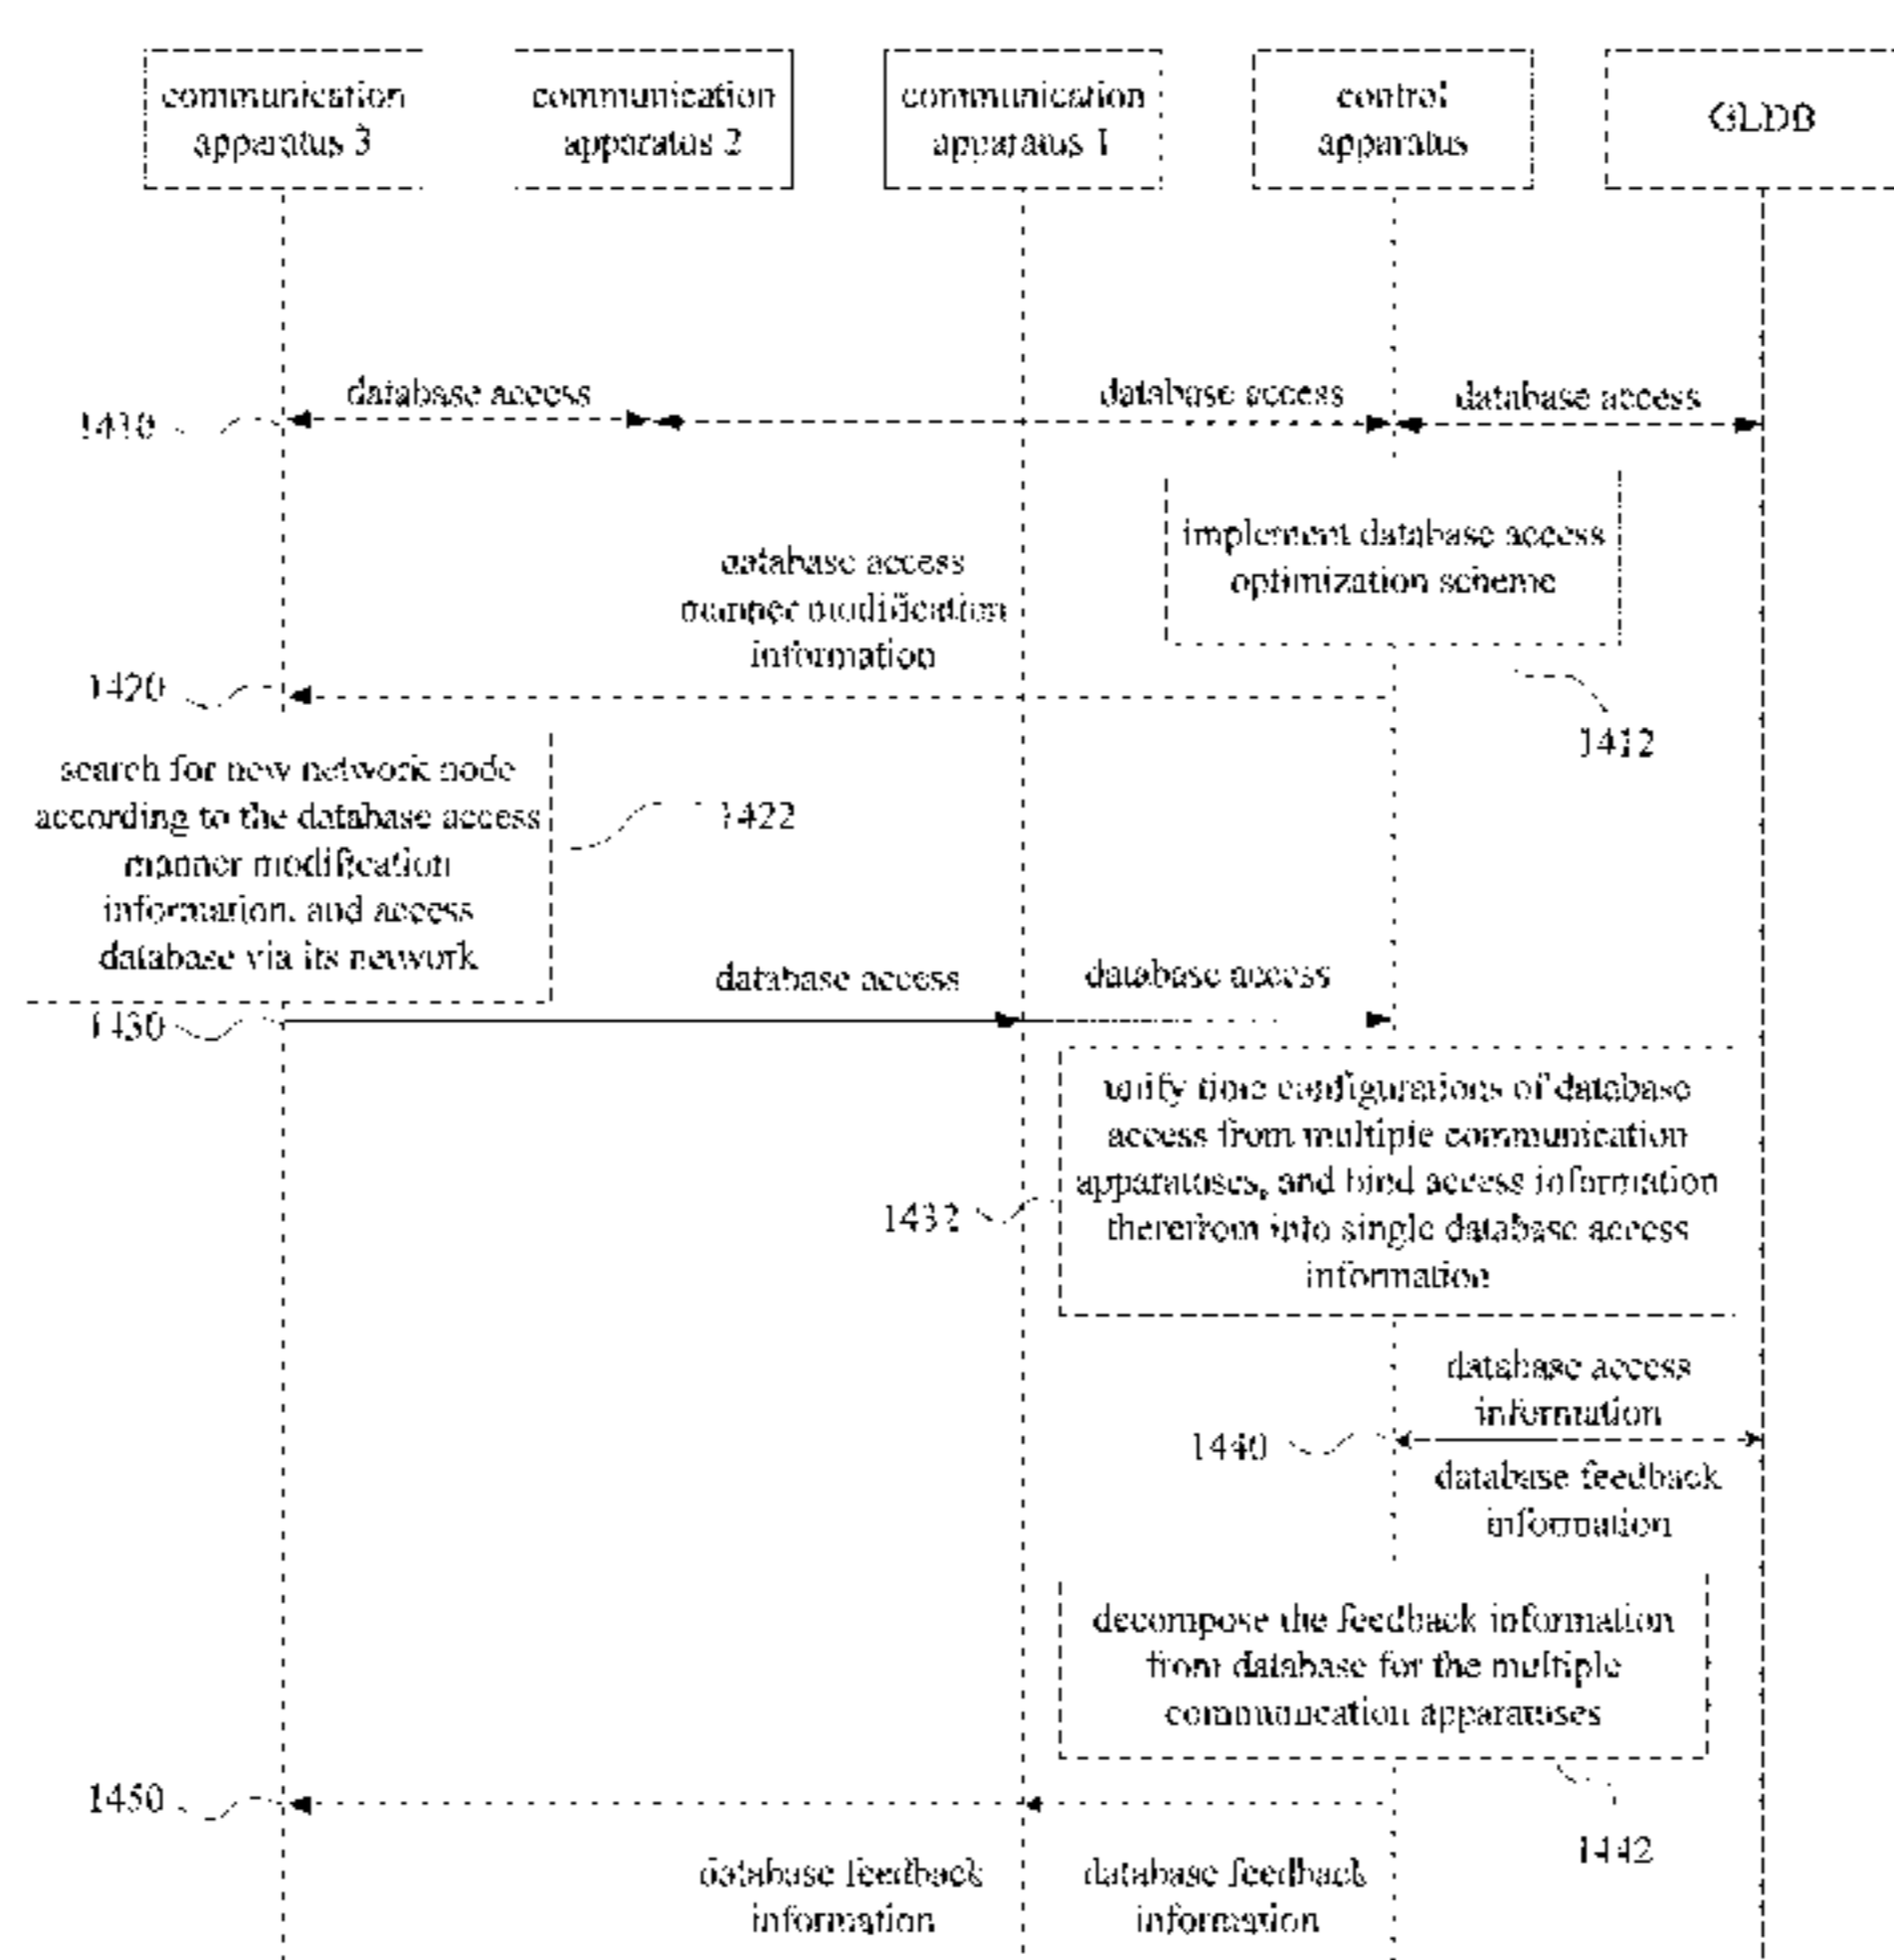 communication
apparatus 3
communication
apparatus 2
communication
apparatus 1
control
apparatus
GLDB
database access
database access
database access
1410
implement database access
optimization scheme
1412
database access
manner modification
information
1420
search for new network node
according to the database access
manner modification
information, and access
database via its network
1422
database access
database access
1430
unify time configurations of database
access from multiple communication
apparatuses, and bind access information
therefrom into single database access
information
1432
database access
information
1440
database feedback
information
decompose the feedback information
from database for the multiple
communication apparatuses
1442
1450
database feedback
information
database feedback
information